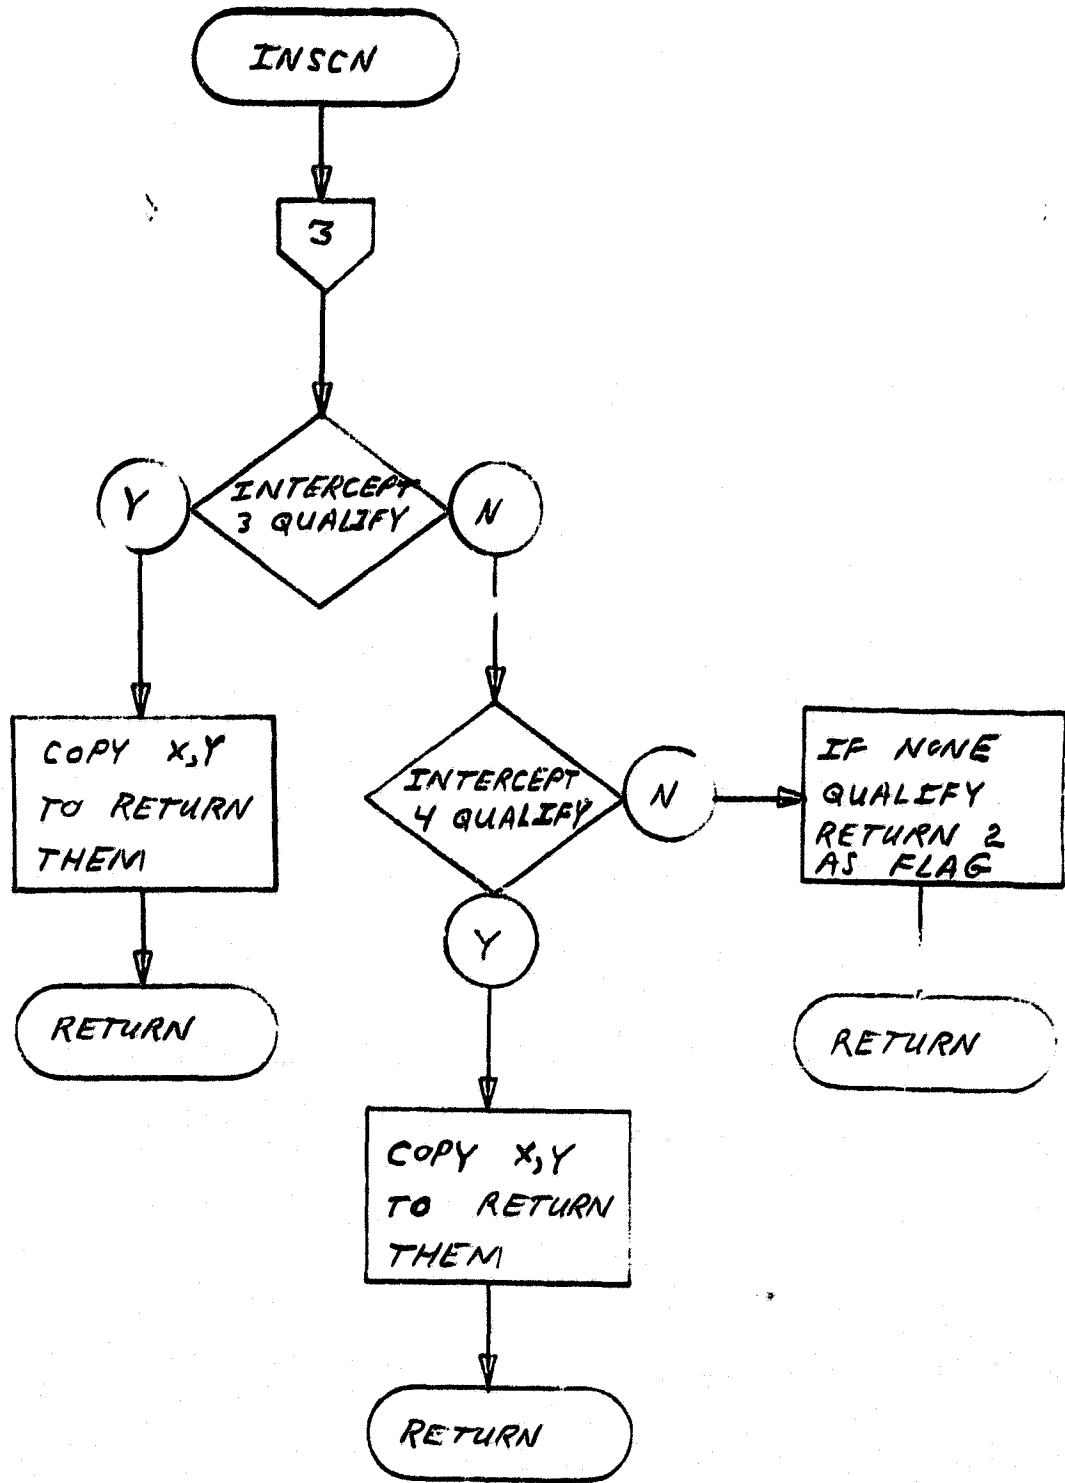 INSCN
3
INTERCEPT
3 QUALIFY
Y
N
COPY X,Y
TO RETURN
THEM
RETURN
INTERCEPT
4 QUALIFY
N
IF NONE
QUALIFY
RETURN 2
AS FLAG
RETURN
Y
COPY X,Y
TO RETURN
THEM
RETURN